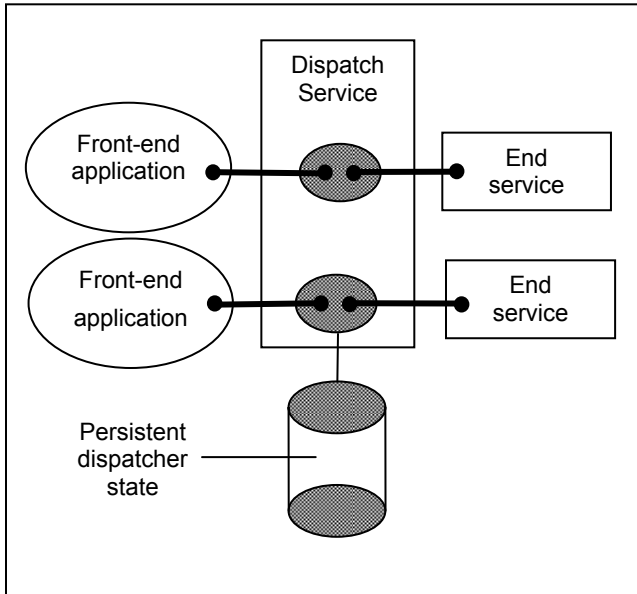 Dispatch
Service
Front-end
application
End
service
Front-end
application
End
service
Persistent
dispatcher
state